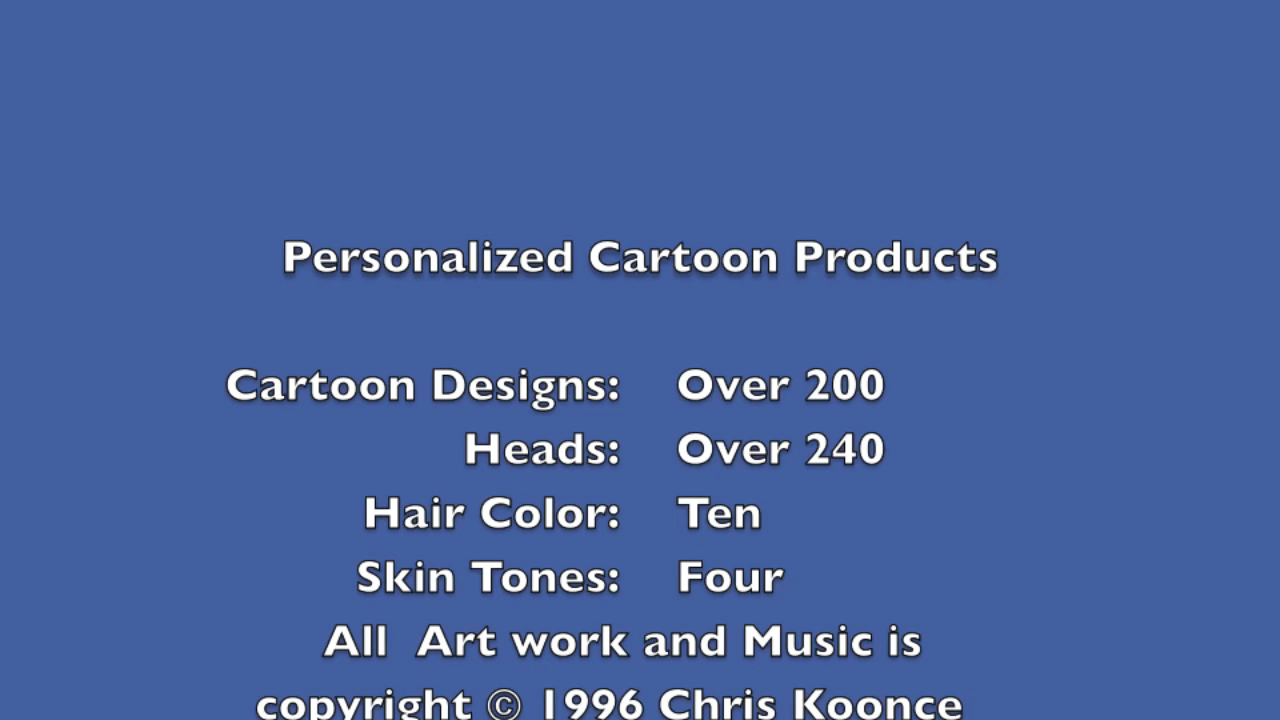 Personalized Cartoon Products
Cartoon Designs: Over 200
Heads: Over 240
Hair Color: Ten
Skin Tones: Four
All Art work and Music is
copyright © 1996 Chris Koonce